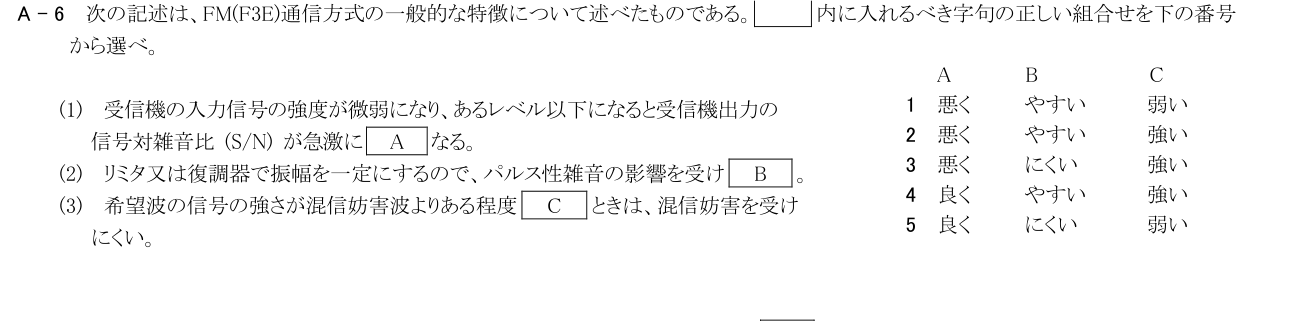 A－6 次の記述は、FM(F3E)通信方式の一般的な特徴について述べたものである。 内に入れるべき字句の正しい組合せを下の番号
から選べ。
(1) 受信機の入力信号の強度が微弱になり、あるレベル以下になると受信機出力の
信号対雑音比 (S/N) が急激に A なる。
(2) リミタ又は復調器で振幅を一定にするので、パルス性雑音の影響を受け B 。
(3) 希望波の信号の強さが混信妨害波よりある程度 C ときは、混信妨害を受け
にくい。
A B C
1 悪く やすい 弱い
2 悪く やすい 強い
3 悪く にくい 強い
4 良く やすい 強い
5 良く にくい 弱い